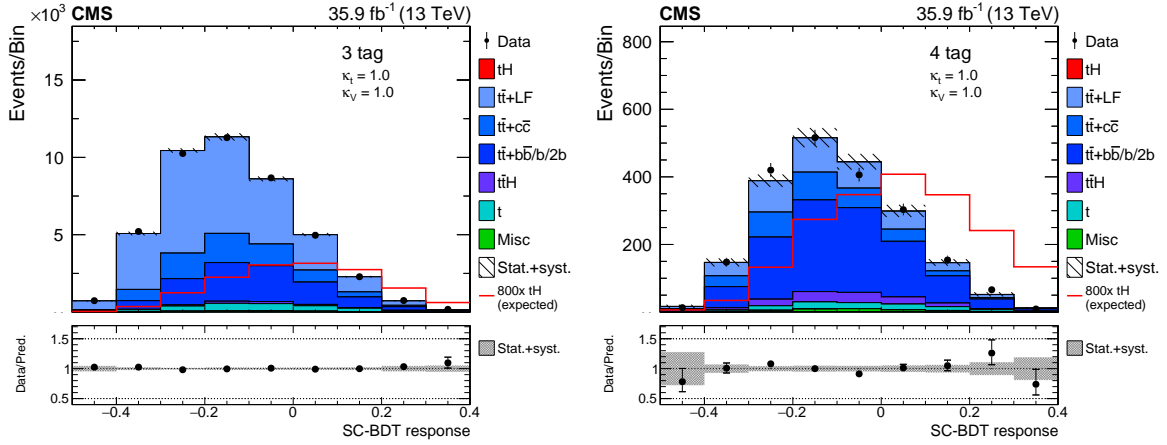 CMS 35.9 fb⁻¹ (13 TeV)
×10³
Events/Bin
15
10
5
3 tag
κt = 1.0
κV = 1.0
Data
tH
tt̄+LF
tt̄+cc̄
tt̄+bb̄/b/2b
tt̄H
t
Misc
Stat.+syst.
800x tH
(expected)
Data/Pred.
1.5
1
0.5
Stat.+syst.
−0.4 −0.2 0 0.2 0.4
SC-BDT response
CMS 35.9 fb⁻¹ (13 TeV)
Events/Bin
800
600
400
200
4 tag
κt = 1.0
κV = 1.0
Data
tH
tt̄+LF
tt̄+cc̄
tt̄+bb̄/b/2b
tt̄H
t
Misc
Stat.+syst.
800x tH
(expected)
Data/Pred.
1.5
1
0.5
Stat.+syst.
−0.4 −0.2 0 0.2 0.4
SC-BDT response